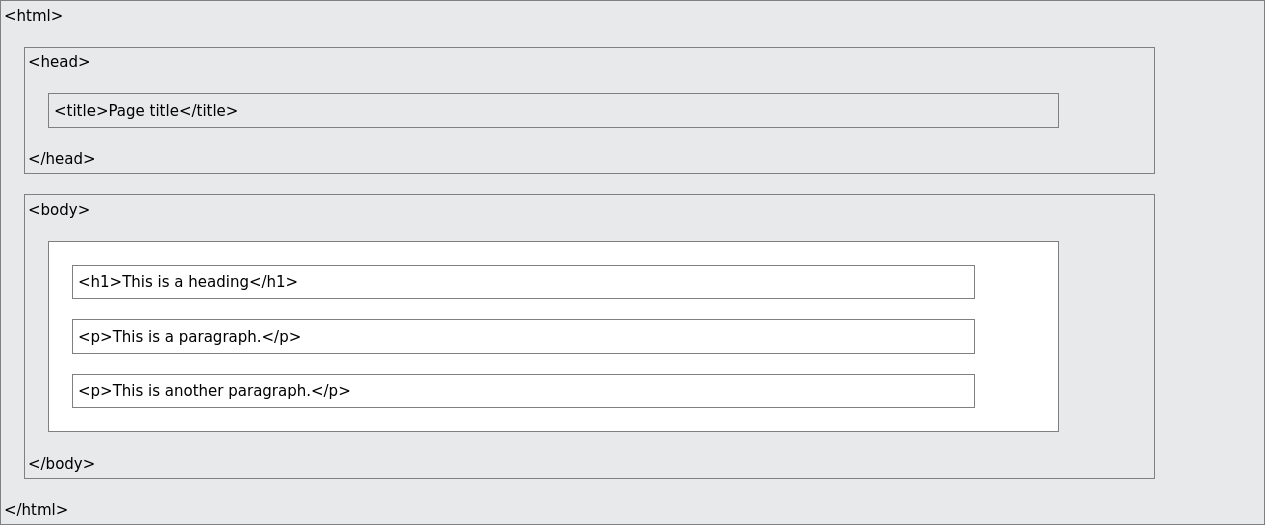 <html>
<head>
<title>Page title</title>
</head>
<body>
<h1>This is a heading</h1>
<p>This is a paragraph.</p>
<p>This is another paragraph.</p>
</body>
</html>